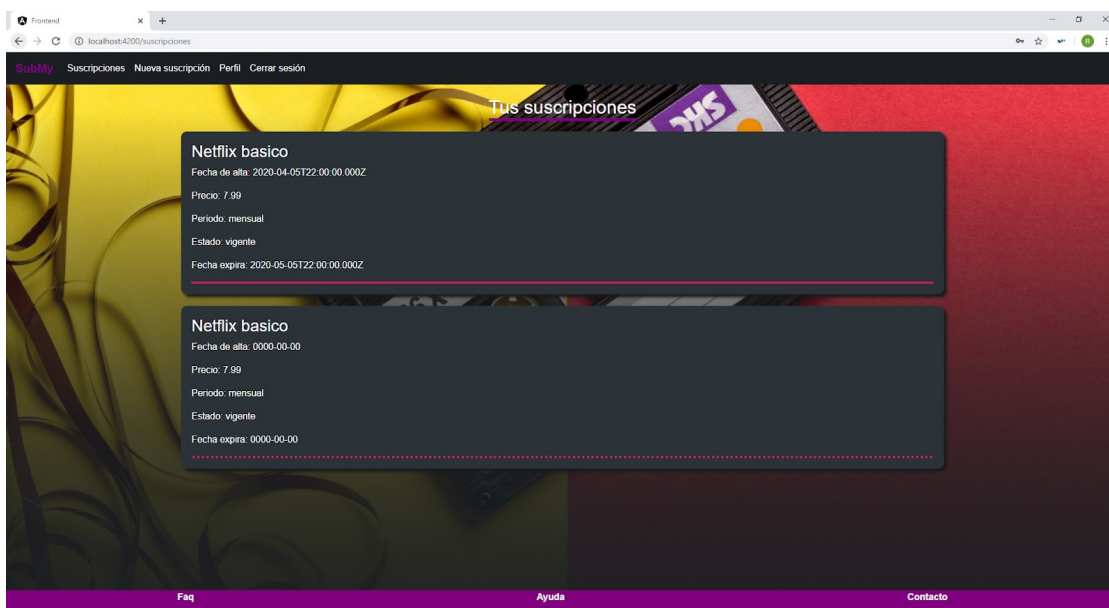 Frontend
localhost:4200/suscripciones
SubMy Suscripciones Nueva suscripción Perfil Cerrar sesión
Tus suscripciones
Netflix basico
Fecha de alta: 2020-04-05T22:00:00.000Z
Precio: 7.99
Periodo: mensual
Estado: vigente
Fecha expira: 2020-05-05T22:00:00.000Z
Netflix basico
Fecha de alta: 0000-00-00
Precio: 7.99
Periodo: mensual
Estado: vigente
Fecha expira: 0000-00-00
Faq Ayuda Contacto